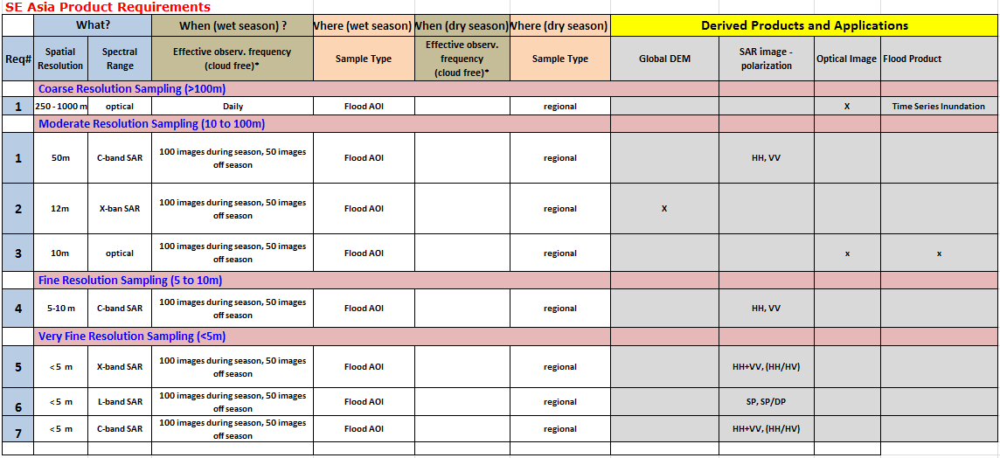 SE Asia Product Requirements
What? When (wet season) ? Where (wet season) When (dry season) Where (dry season) Derived Products and Applications
Req# Spatial Resolution Spectral Range Effective observ. frequency (cloud free)* Sample Type Effective observ. frequency (cloud free)* Sample Type Global DEM SAR image - polarization Optical Image Flood Product
Coarse Resolution Sampling (>100m)
1 250 - 1000 m optical Daily Flood AOI regional X Time Series Inundation
Moderate Resolution Sampling (10 to 100m)
1 50m C-band SAR 100 images during season, 50 images off season Flood AOI regional HH, VV
2 12m X-ban SAR 100 images during season, 50 images off season Flood AOI regional X
3 10m optical 100 images during season, 50 images off season Flood AOI regional x x
Fine Resolution Sampling (5 to 10m)
4 5-10 m C-band SAR 100 images during season, 50 images off season Flood AOI regional HH, VV
Very Fine Resolution Sampling (<5m)
5 < 5 m X-band SAR 100 images during season, 50 images off season Flood AOI regional HH+VV, (HH/HV)
6 < 5 m L-band SAR 100 images during season, 50 images off season Flood AOI regional SP, SP/DP
7 < 5 m C-band SAR 100 images during season, 50 images off season Flood AOI regional HH+VV, (HH/HV)